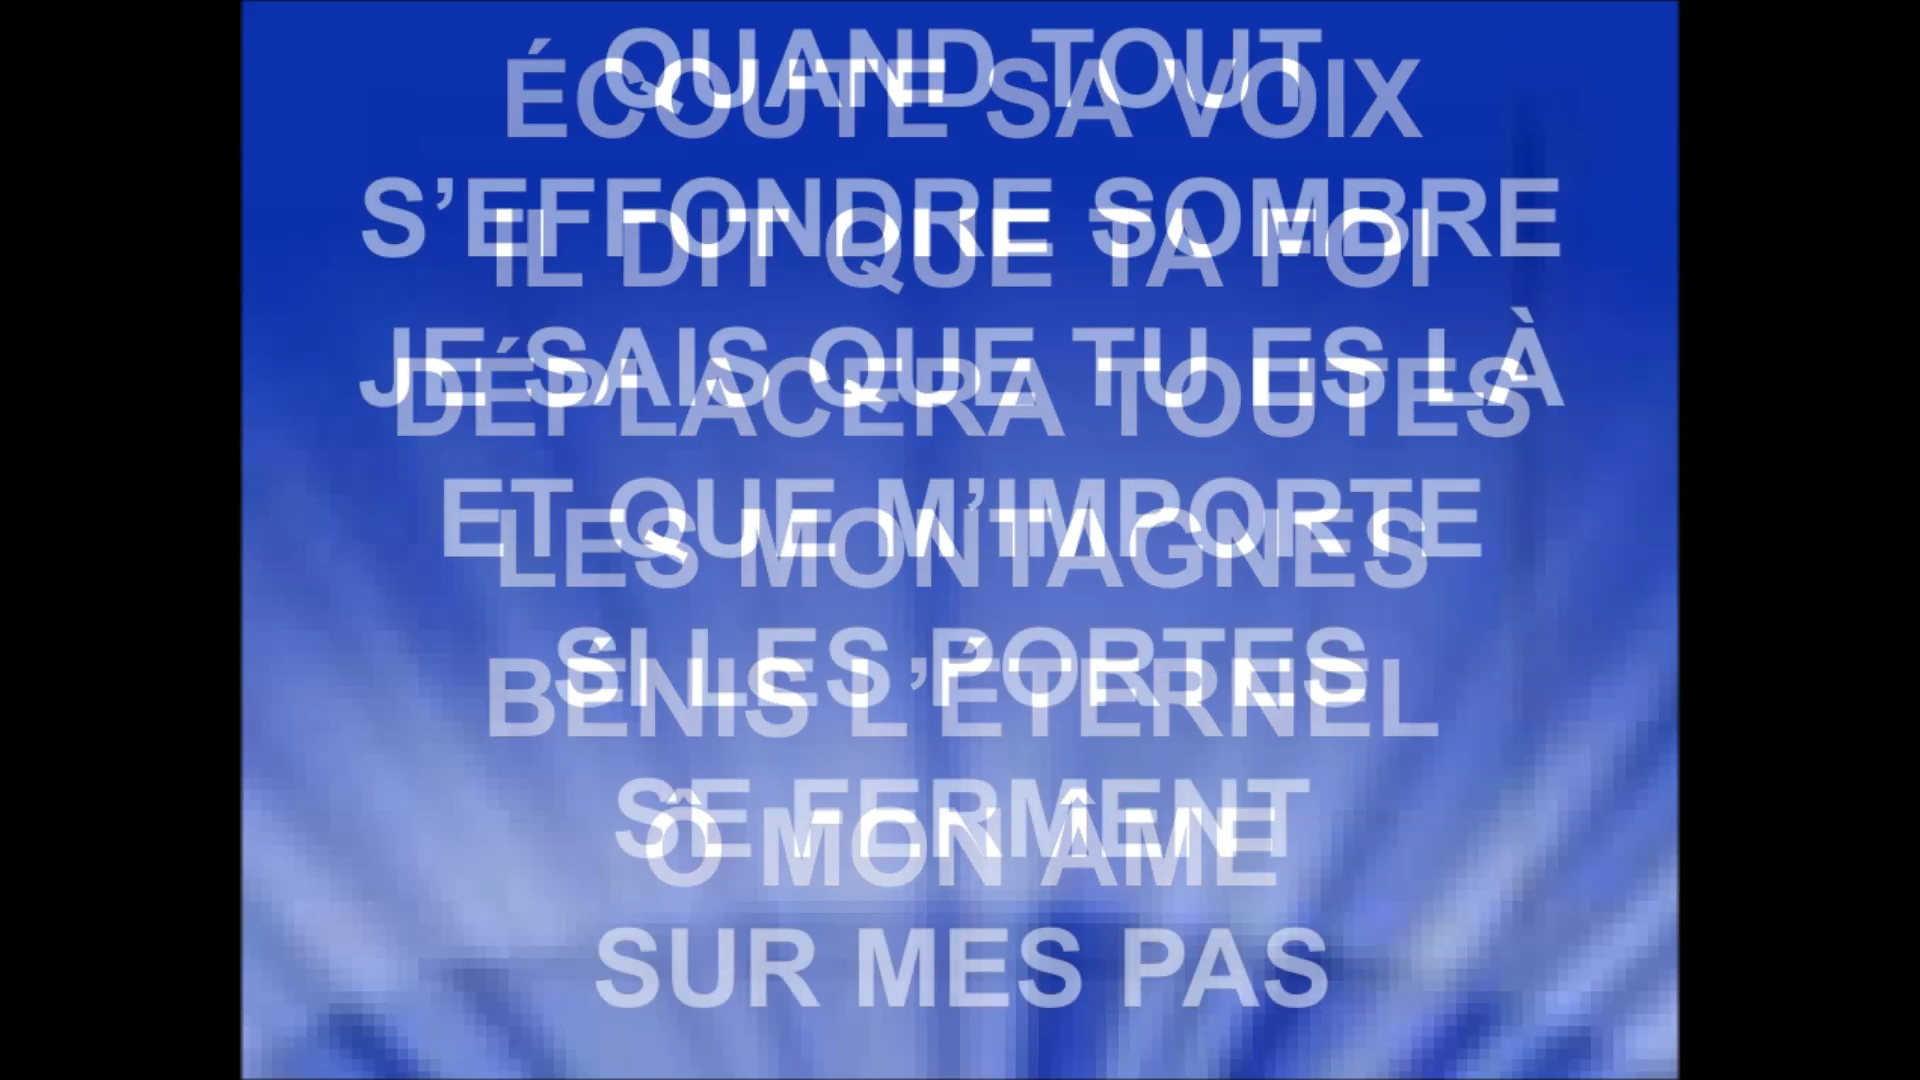 QUAND TOUT
ÉCOUTE SA VOIX
S’EFFONDRE SOMBRE
IL DIT QUE TA FOI
JE SAIS QUE TU ES LÀ
DÉPLACERA TOUTES
ET QUE M’IMPORTE
LES MONTAGNES
SI LES PORTES
BÉNIS L’ÉTERNEL
SE FERMENT
Ô MON ÂME
SUR MES PAS